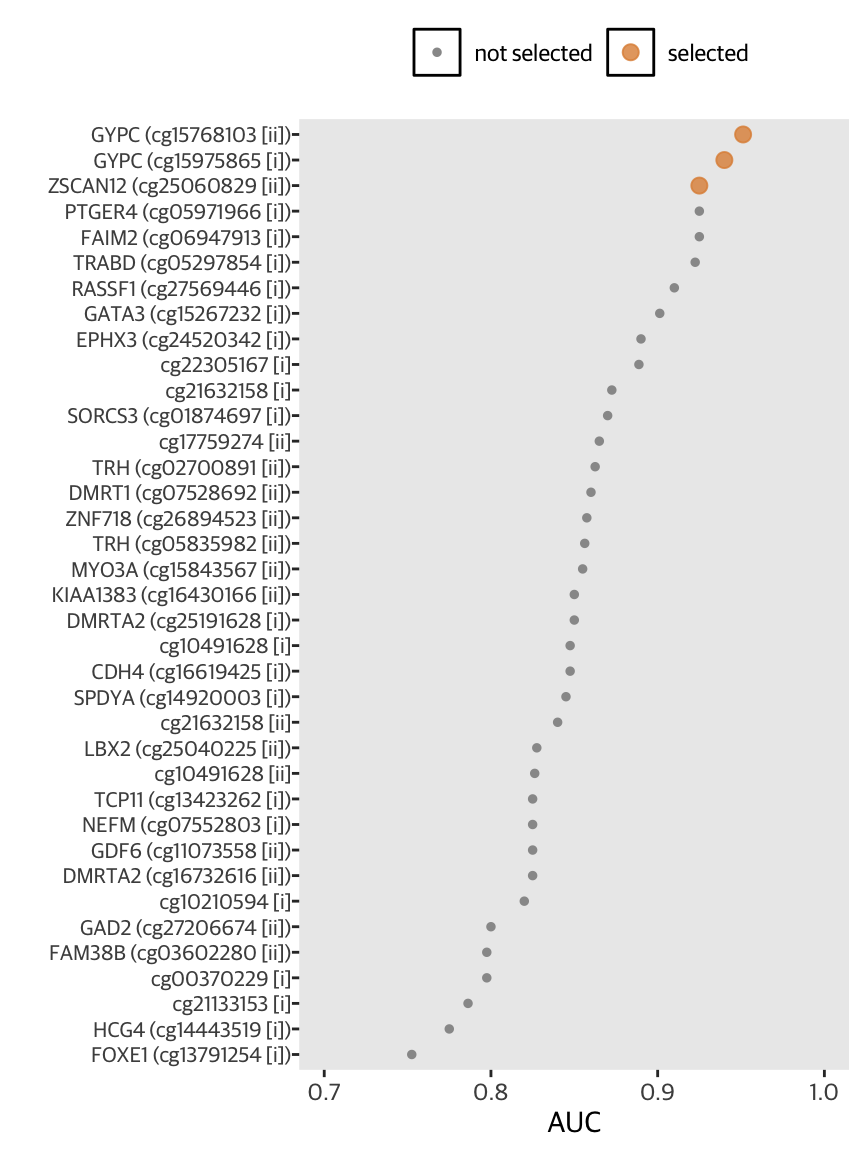 not selected selected
GYPC (cg15768103 [ii])
GYPC (cg15975865 [i])
ZSCAN12 (cg25060829 [ii])
PTGER4 (cg05971966 [i])
FAIM2 (cg06947913 [i])
TRABD (cg05297854 [i])
RASSF1 (cg27569446 [i])
GATA3 (cg15267232 [i])
EPHX3 (cg24520342 [i])
cg22305167 [i]
cg21632158 [i]
SORCS3 (cg01874697 [i])
cg17759274 [ii]
TRH (cg02700891 [ii])
DMRT1 (cg07528692 [ii])
ZNF718 (cg26894523 [ii])
TRH (cg05835982 [ii])
MYO3A (cg15843567 [ii])
KIAA1383 (cg16430166 [ii])
DMRTA2 (cg25191628 [i])
cg10491628 [i]
CDH4 (cg16619425 [i])
SPDYA (cg14920003 [i])
cg21632158 [ii]
LBX2 (cg25040225 [ii])
cg10491628 [ii]
TCP11 (cg13423262 [i])
NEFM (cg07552803 [i])
GDF6 (cg11073558 [ii])
DMRTA2 (cg16732616 [ii])
cg10210594 [i]
GAD2 (cg27206674 [ii])
FAM38B (cg03602280 [ii])
cg00370229 [i]
cg21133153 [i]
HCG4 (cg14443519 [i])
FOXE1 (cg13791254 [i])
0.7 0.8 0.9 1.0
AUC